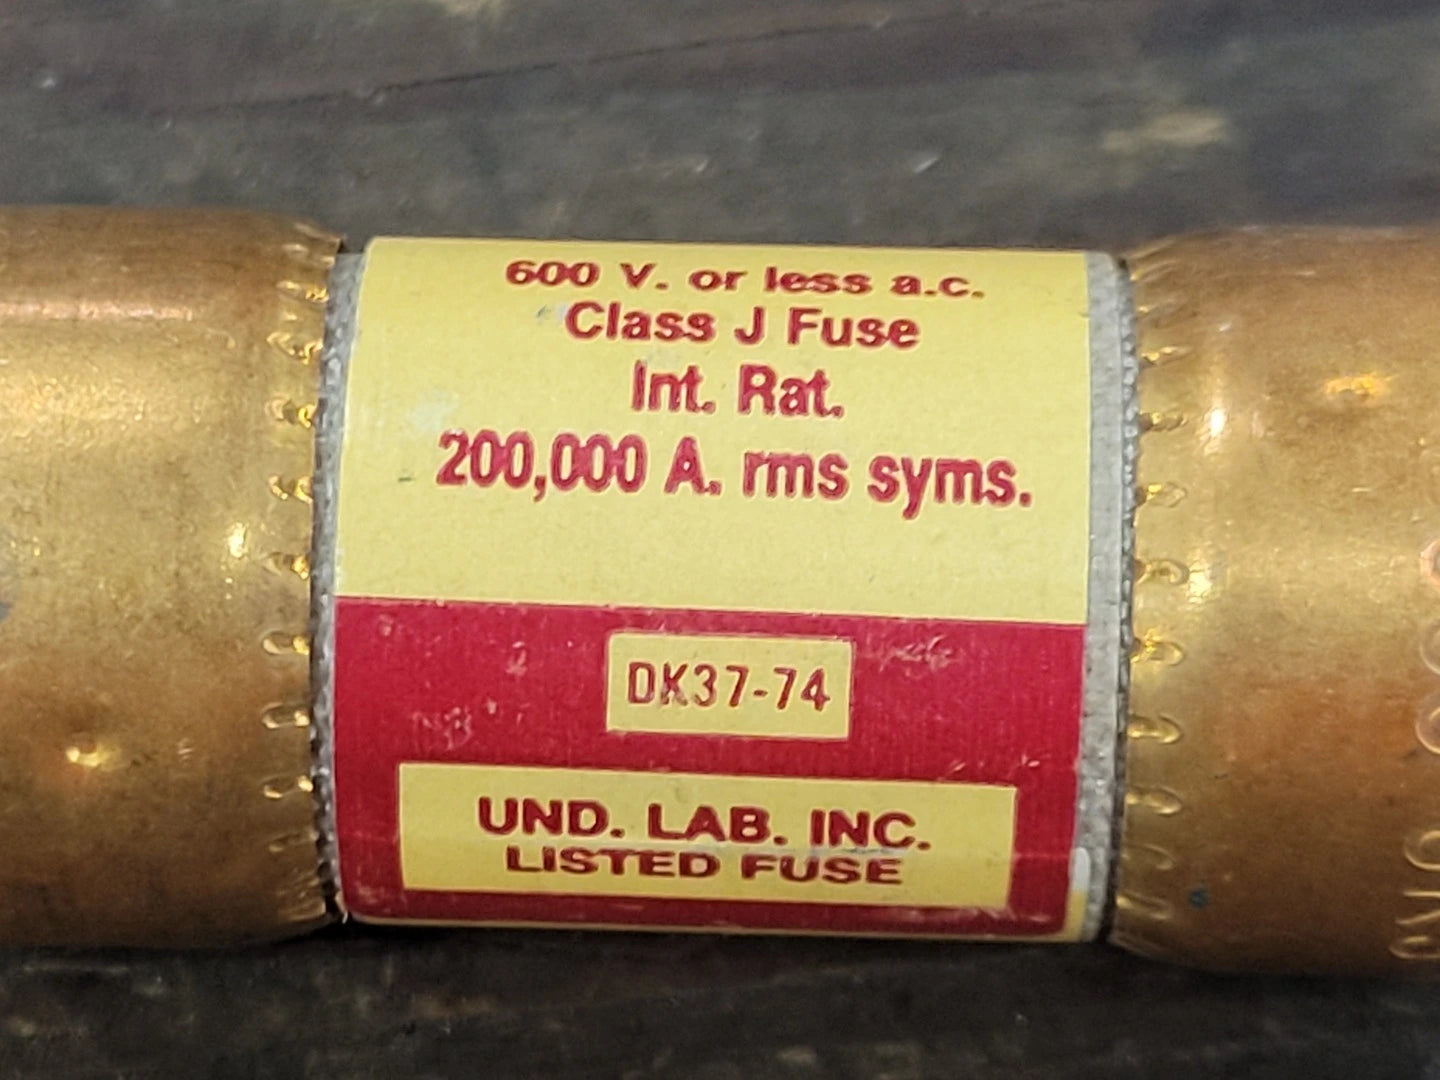 600 V. or less a.c.
Class J Fuse
Int. Rat.
200,000 A. rms syms.
DK37-74
UND. LAB. INC.
LISTED FUSE